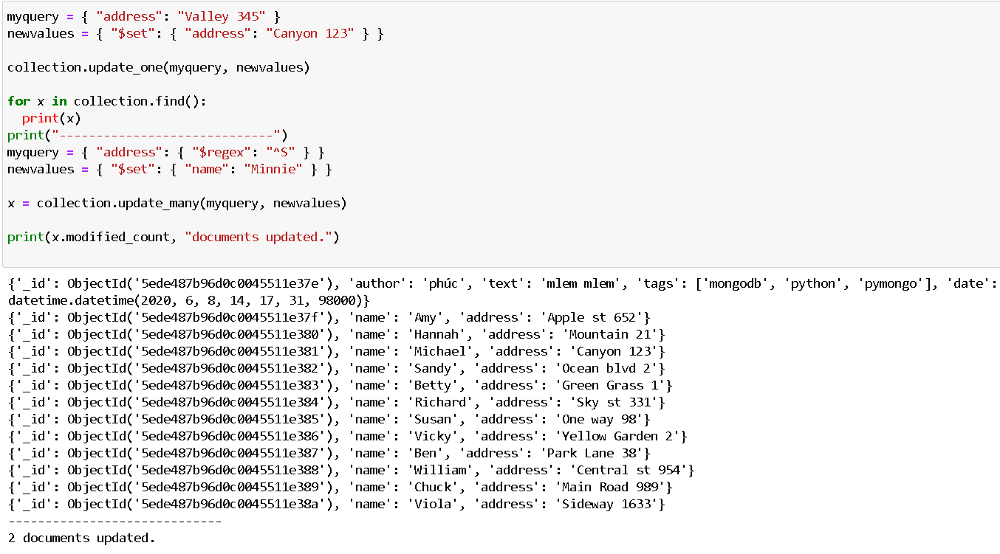 myquery = { "address": "Valley 345" }
newvalues = { "$set": { "address": "Canyon 123" } }
collection.update_one(myquery, newvalues)
for x in collection.find():
  print(x)
print("-----------------------------")
myquery = { "address": { "$regex": "^S" } }
newvalues = { "$set": { "name": "Minnie" } }
x = collection.update_many(myquery, newvalues)
print(x.modified_count, "documents updated.")
{'_id': ObjectId('5ede487b96d0c0045511e37e'), 'author': 'phúc', 'text': 'mlem mlem', 'tags': ['mongodb', 'python', 'pymongo'], 'date':
datetime.datetime(2020, 6, 8, 14, 17, 31, 98000)}
{'_id': ObjectId('5ede487b96d0c0045511e37f'), 'name': 'Amy', 'address': 'Apple st 652'}
{'_id': ObjectId('5ede487b96d0c0045511e380'), 'name': 'Hannah', 'address': 'Mountain 21'}
{'_id': ObjectId('5ede487b96d0c0045511e381'), 'name': 'Michael', 'address': 'Canyon 123'}
{'_id': ObjectId('5ede487b96d0c0045511e382'), 'name': 'Sandy', 'address': 'Ocean blvd 2'}
{'_id': ObjectId('5ede487b96d0c0045511e383'), 'name': 'Betty', 'address': 'Green Grass 1'}
{'_id': ObjectId('5ede487b96d0c0045511e384'), 'name': 'Richard', 'address': 'Sky st 331'}
{'_id': ObjectId('5ede487b96d0c0045511e385'), 'name': 'Susan', 'address': 'One way 98'}
{'_id': ObjectId('5ede487b96d0c0045511e386'), 'name': 'Vicky', 'address': 'Yellow Garden 2'}
{'_id': ObjectId('5ede487b96d0c0045511e387'), 'name': 'Ben', 'address': 'Park Lane 38'}
{'_id': ObjectId('5ede487b96d0c0045511e388'), 'name': 'William', 'address': 'Central st 954'}
{'_id': ObjectId('5ede487b96d0c0045511e389'), 'name': 'Chuck', 'address': 'Main Road 989'}
{'_id': ObjectId('5ede487b96d0c0045511e38a'), 'name': 'Viola', 'address': 'Sideway 1633'}
-----------------------------
2 documents updated.